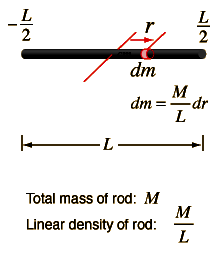 -L/2 r L/2
dm
dm = M/L dr
L
Total mass of rod: M
Linear density of rod: M/L